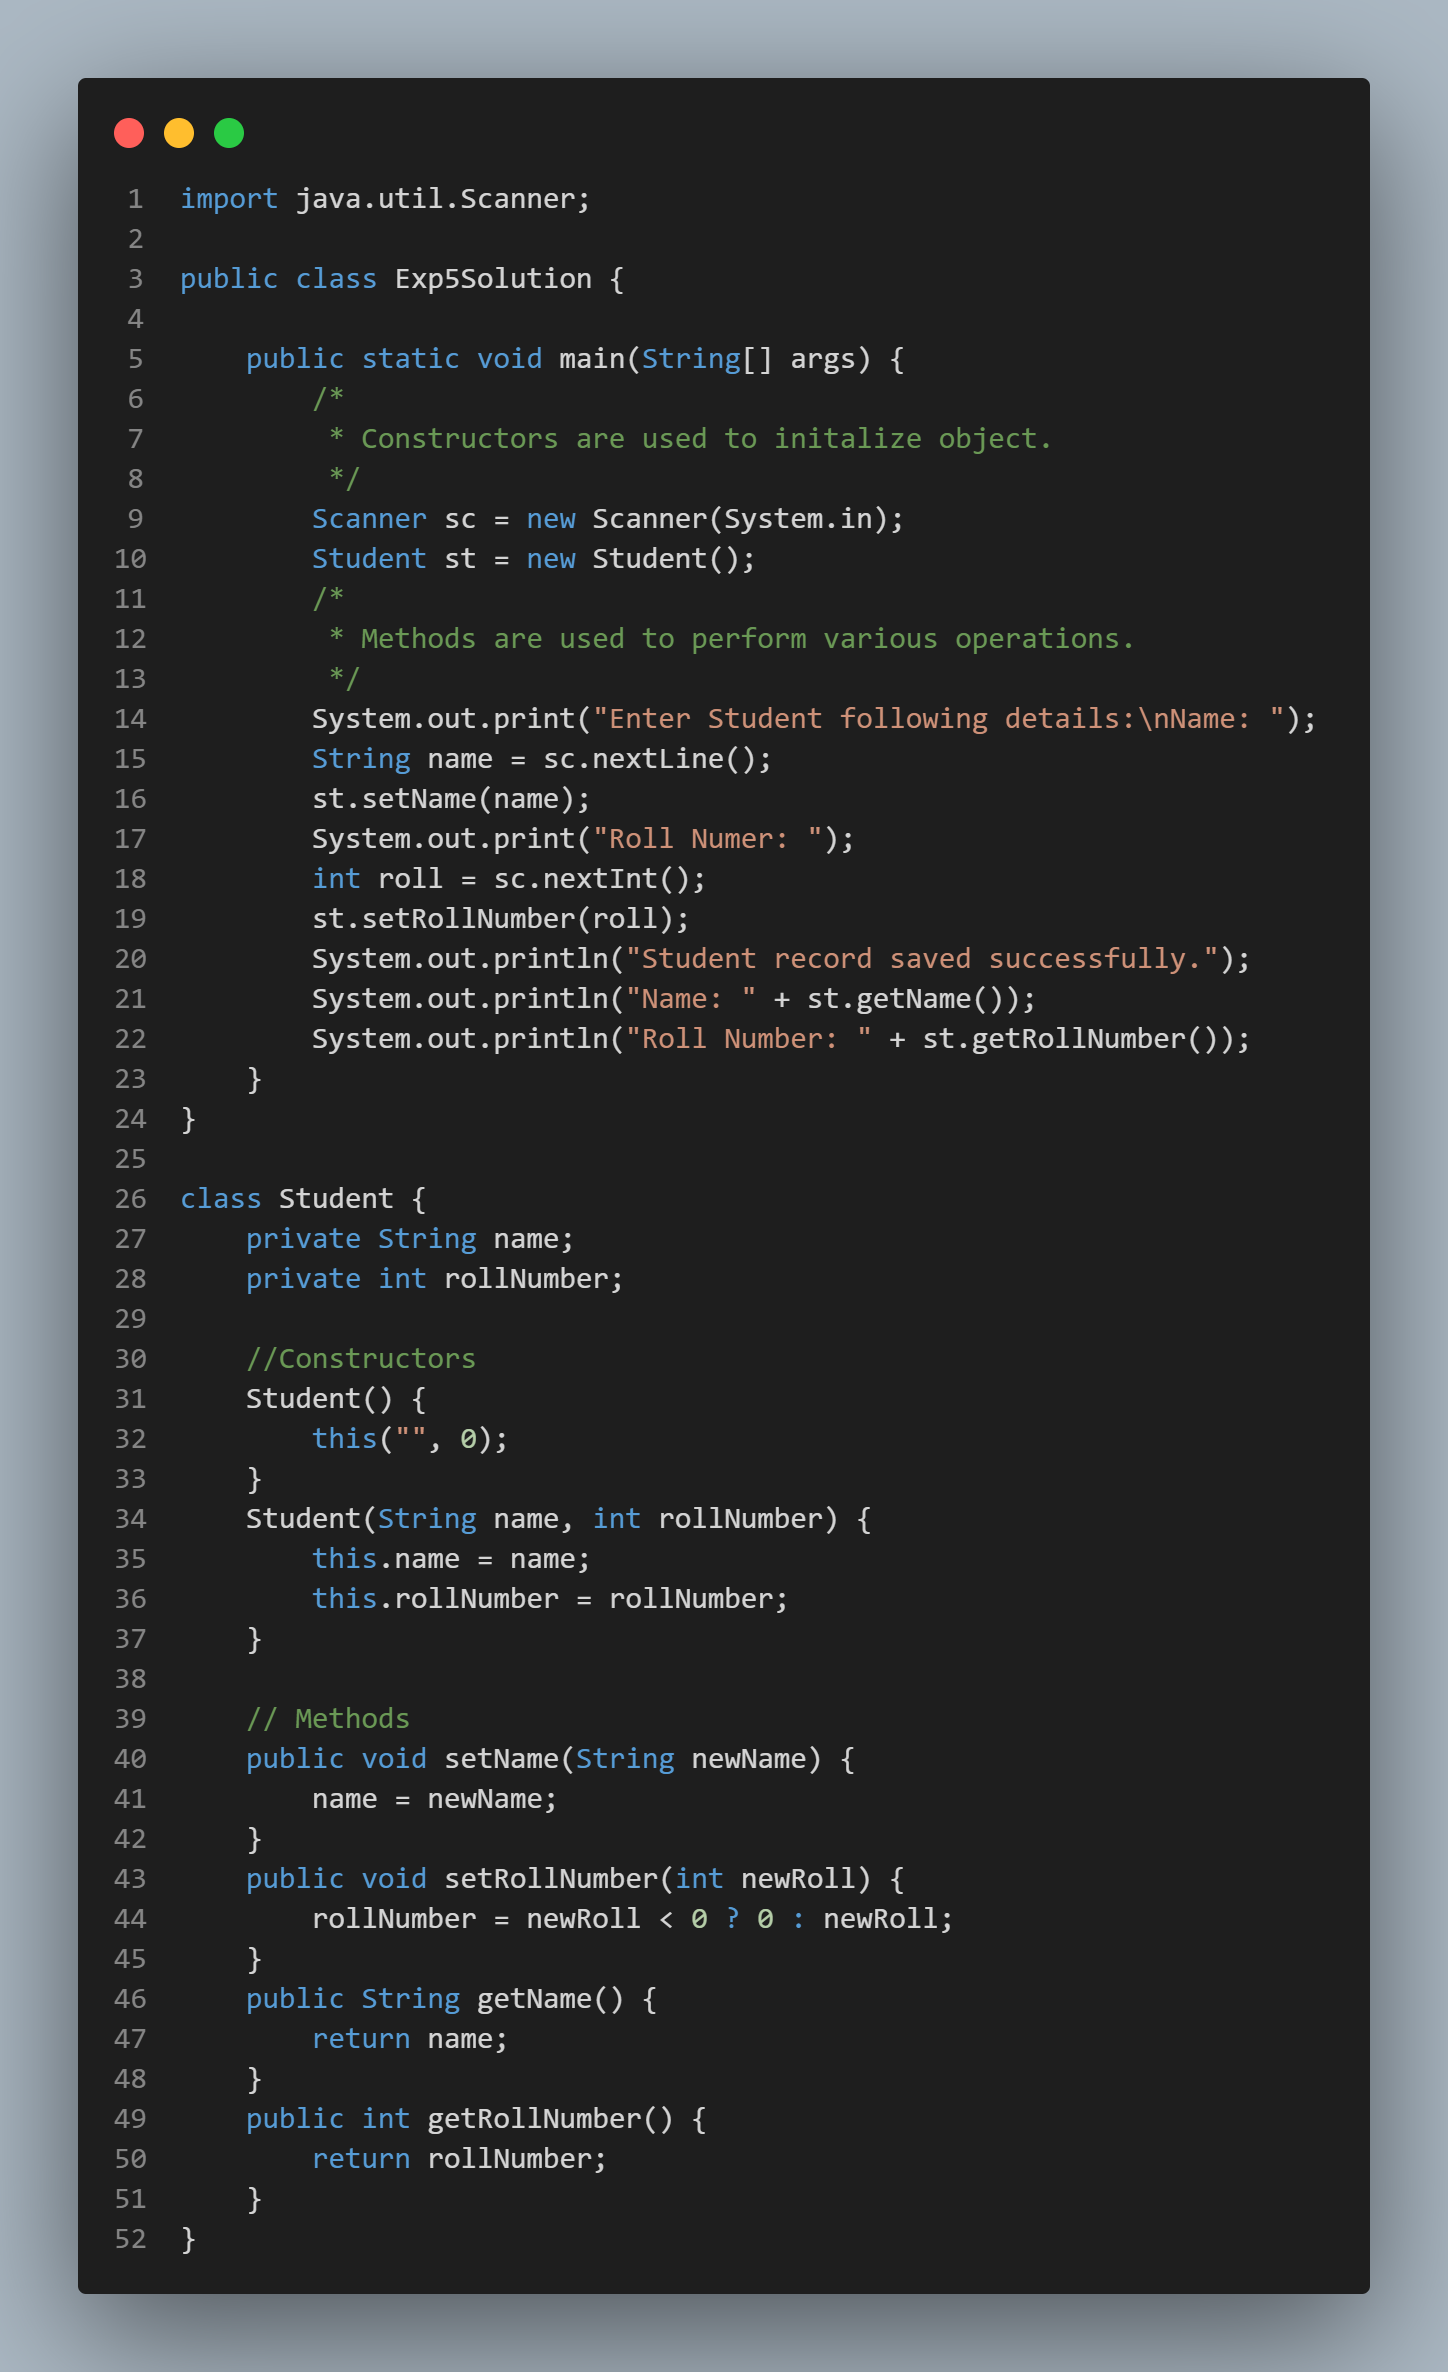 1 import java.util.Scanner;
2
3 public class Exp5Solution {
4
5     public static void main(String[] args) {
6         /*
7          * Constructors are used to initalize object.
8          */
9         Scanner sc = new Scanner(System.in);
10         Student st = new Student();
11         /*
12          * Methods are used to perform various operations.
13          */
14         System.out.print("Enter Student following details:\nName: ");
15         String name = sc.nextLine();
16         st.setName(name);
17         System.out.print("Roll Numer: ");
18         int roll = sc.nextInt();
19         st.setRollNumber(roll);
20         System.out.println("Student record saved successfully.");
21         System.out.println("Name: " + st.getName());
22         System.out.println("Roll Number: " + st.getRollNumber());
23     }
24 }
25
26 class Student {
27     private String name;
28     private int rollNumber;
29
30     //Constructors
31     Student() {
32         this("", 0);
33     }
34     Student(String name, int rollNumber) {
35         this.name = name;
36         this.rollNumber = rollNumber;
37     }
38
39     // Methods
40     public void setName(String newName) {
41         name = newName;
42     }
43     public void setRollNumber(int newRoll) {
44         rollNumber = newRoll < 0 ? 0 : newRoll;
45     }
46     public String getName() {
47         return name;
48     }
49     public int getRollNumber() {
50         return rollNumber;
51     }
52 }